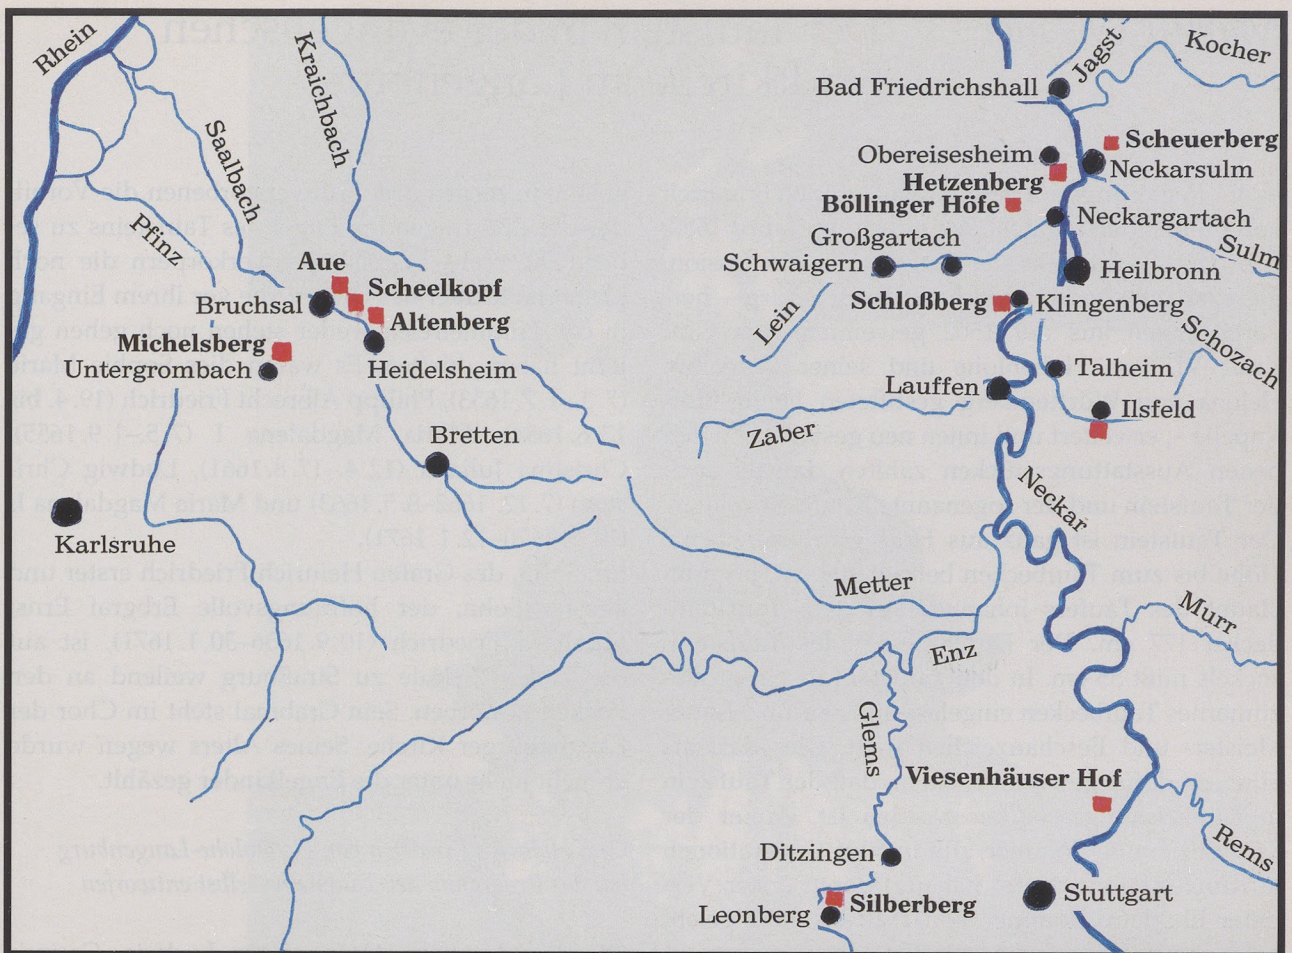 Rhein
Kraichbach
Saalbach
Pfinz
Jagst
Kocher
Bad Friedrichshall
Scheuerberg
Obereisesheim
Neckarsulm
Hetzenberg
Böllinger Höfe
Neckargartach
Großgartach
Sulm
Schwaigern
Heilbronn
Aue
Scheelkopf
Bruchsal
Altenberg
Schloßberg
Klingenberg
Lein
Schozach
Michelsberg
Untergrombach
Heidelsheim
Talheim
Lauffen
Ilsfeld
Zaber
Bretten
Neckar
Karlsruhe
Metter
Murr
Enz
Glems
Viesenhäuser Hof
Rems
Ditzingen
Stuttgart
Silberberg
Leonberg